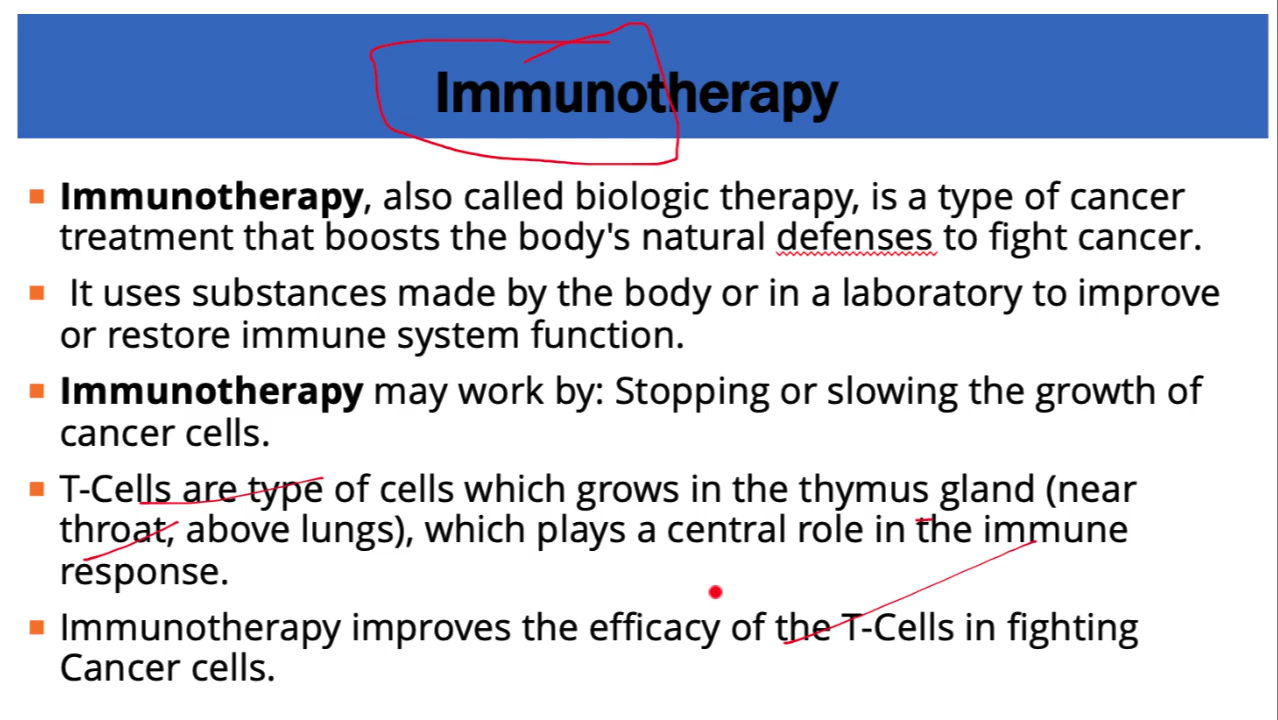 Immunotherapy
Immunotherapy, also called biologic therapy, is a type of cancer
treatment that boosts the body's natural defenses to fight cancer.
It uses substances made by the body or in a laboratory to improve
or restore immune system function.
Immunotherapy may work by: Stopping or slowing the growth of
cancer cells.
T-Cells are type of cells which grows in the thymus gland (near
throat, above lungs), which plays a central role in the immune
response.
Immunotherapy improves the efficacy of the T-Cells in fighting
Cancer cells.